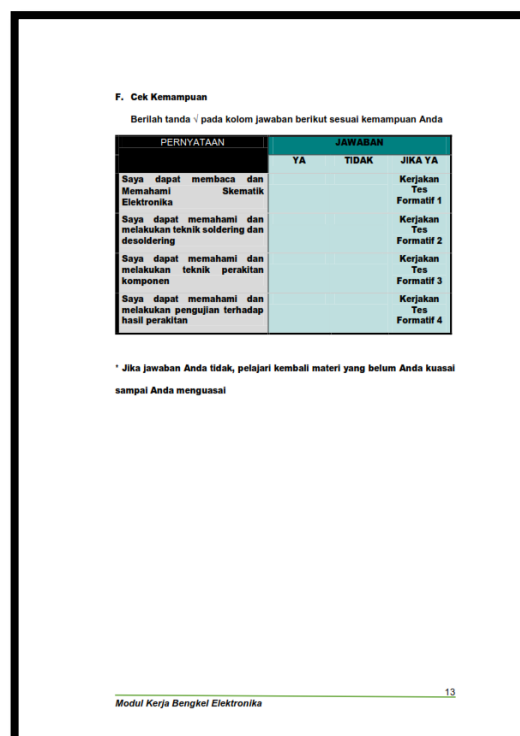 F. Cek Kemampuan
Berilah tanda √ pada kolom jawaban berikut sesuai kemampuan Anda
PERNYATAAN JAWABAN
YA TIDAK JIKA YA
Saya dapat membaca dan
Memahami Skematik
Elektronika
Kerjakan
Tes
Formatif 1
Saya dapat memahami dan
melakukan teknik soldering dan
desoldering
Kerjakan
Tes
Formatif 2
Saya dapat memahami dan
melakukan teknik perakitan
komponen
Kerjakan
Tes
Formatif 3
Saya dapat memahami dan
melakukan pengujian terhadap
hasil perakitan
Kerjakan
Tes
Formatif 4
* Jika jawaban Anda tidak, pelajari kembali materi yang belum Anda kuasai
sampai Anda menguasai
13
Modul Kerja Bengkel Elektronika